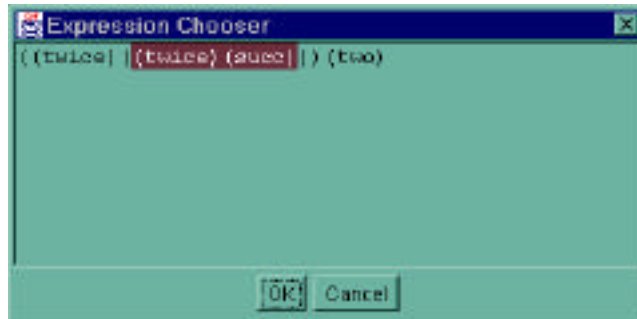 Expression Chooser
((twice| |(twice) (succ| |) (two)
OK Cancel